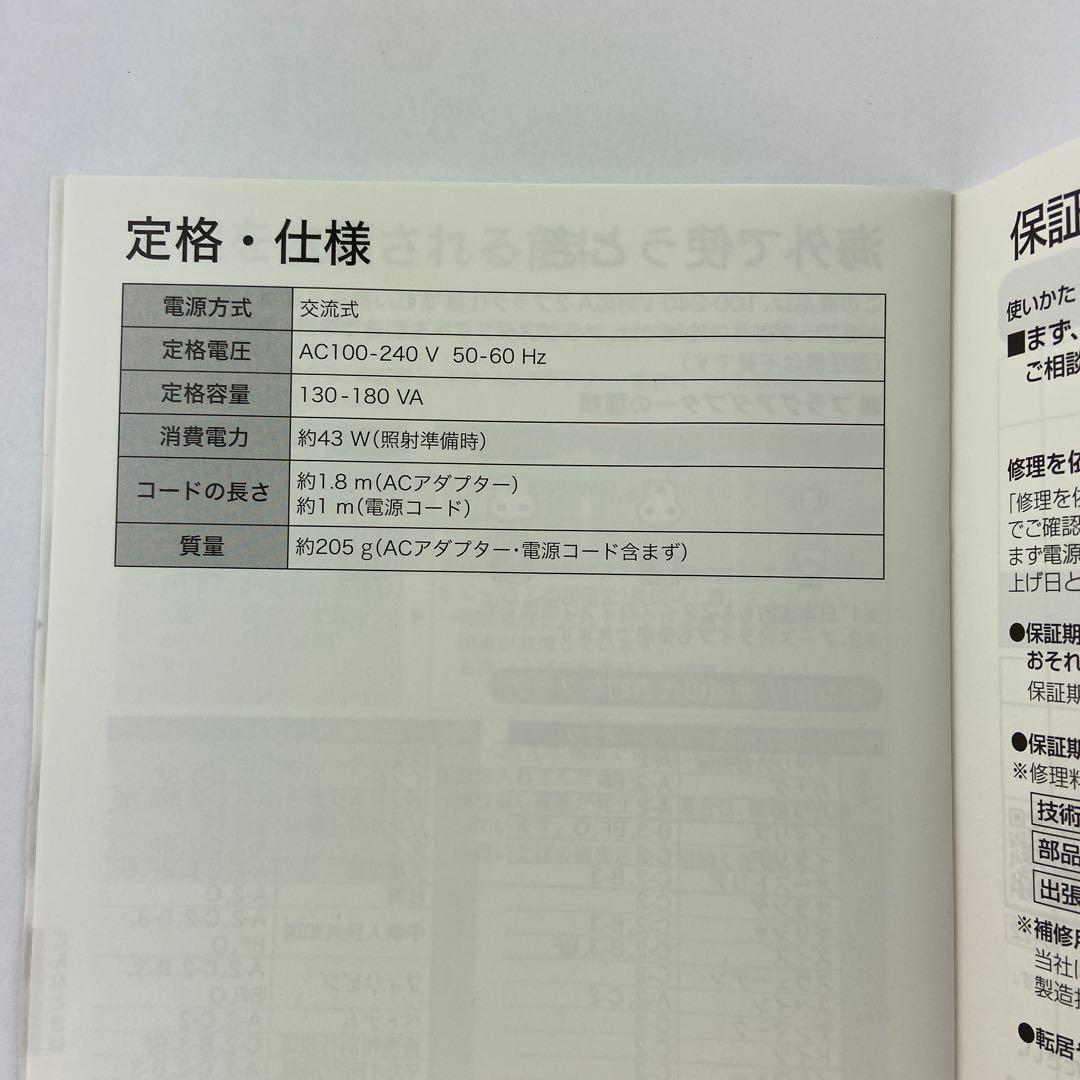 定格・仕様
電源方式 交流式
定格電圧 AC100-240 V 50-60 Hz
定格容量 130-180 VA
消費電力 約43 W(照射準備時)
コードの長さ 約1.8 m(ACアダプター)
約1 m(電源コード)
質量 約205 g(ACアダプター・電源コード含まず)
保証
使いかた
■まず、
ご相談
修理を依
「修理を依
でご確認
まず電源
上げ日と
●保証期
おそれ
保証期
●保証期
※修理料
技術
部品
出張
※補修用
当社は
製造打
●転居や